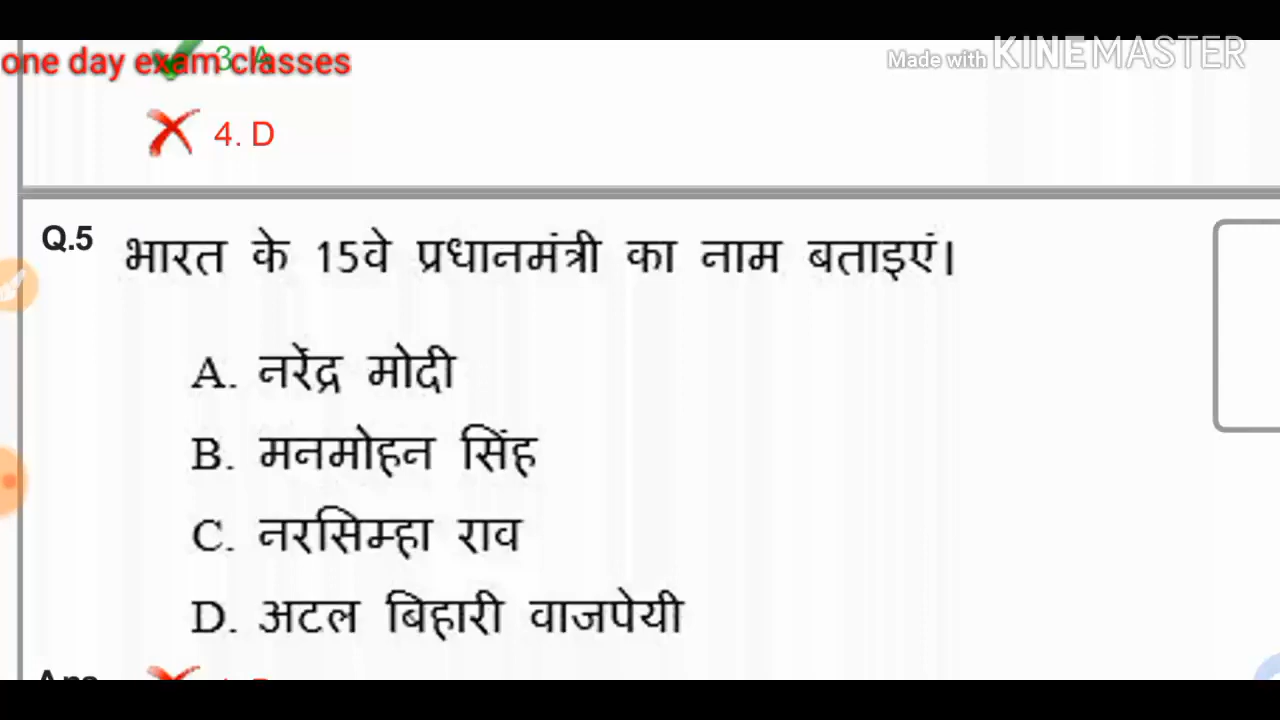 one day exam classes
3. A
Made with KINEMASTER
4. D
Q.5 भारत के 15वे प्रधानमंत्री का नाम बताइएं।
A. नरेंद्र मोदी
B. मनमोहन सिंह
C. नरसिम्हा राव
D. अटल बिहारी वाजपेयी